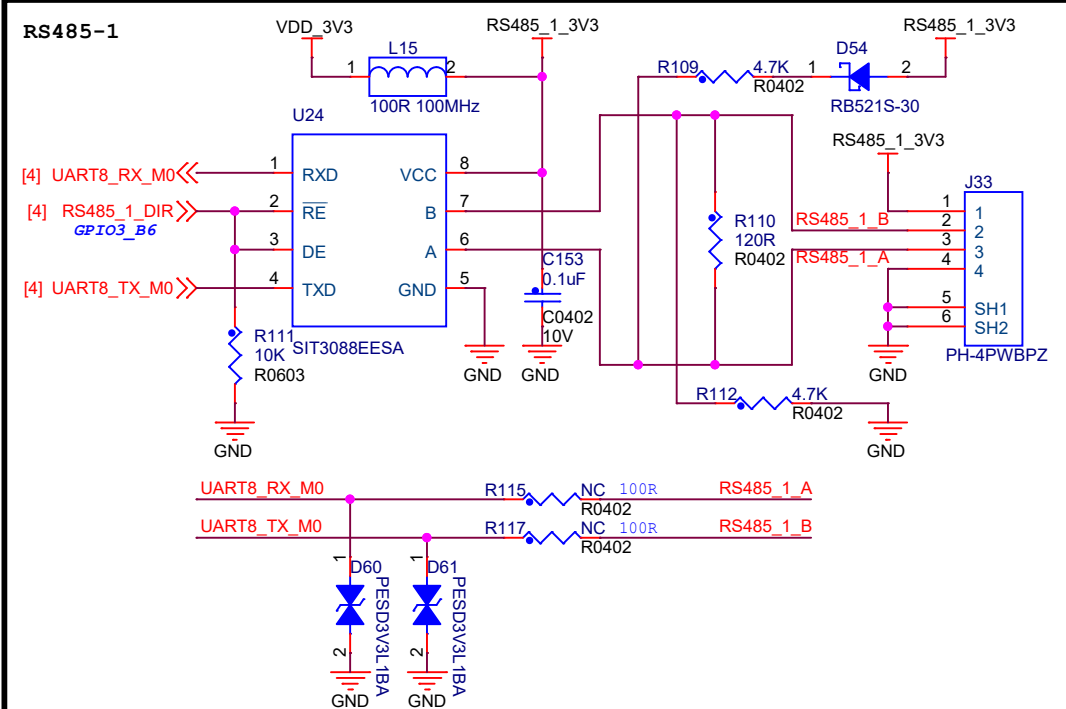 RS485-1
VDD_3V3
RS485_1_3V3
RS485_1_3V3
L15
1
2
100R 100MHz
R109
4.7K
R0402
1
D54
2
RB521S-30
U24
RS485_1_3V3
[4] UART8_RX_M0
1
RXD
VCC
8
[4] RS485_1_DIR
GPIO3_B6
2
RE
B
7
3
DE
A
6
[4] UART8_TX_M0
4
TXD
GND
5
SIT3088EESA
R111
10K
R0603
GND
GND
C153
0.1uF
C0402
10V
GND
R110
120R
R0402
RS485_1_B
RS485_1_A
J33
1
1
2
2
3
3
4
4
5
SH1
6
SH2
PH-4PWBPZ
GND
R112
4.7K
R0402
GND
UART8_RX_M0
R115
NC
100R
R0402
RS485_1_A
UART8_TX_M0
R117
NC
100R
R0402
RS485_1_B
1
D60
PESD3V3L1BA
2
GND
1
D61
PESD3V3L1BA
2
GND